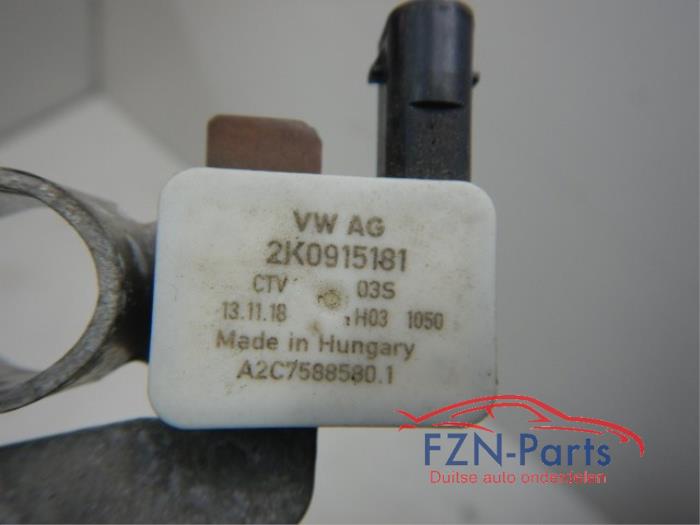 VW AG
2K0915181
CTV 03S
13.11.18 H03 1050
Made in Hungary
A2C7588580.1
FZN-Parts
Duitse auto onderdelen